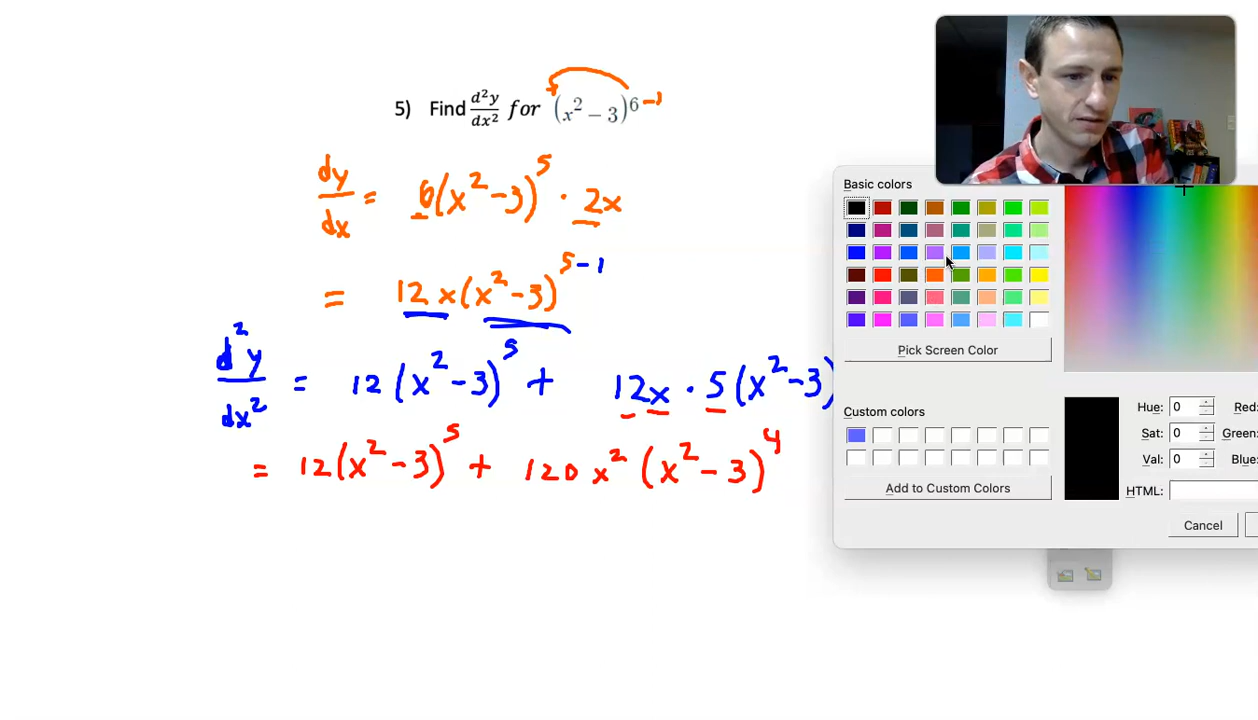 5) Find d²y/dx² for (x² − 3)⁶ −1
dy/dx = 6(x²−3)⁵ · 2x
= 12x(x²−3)⁵⁻¹
d²y/dx² = 12(x²−3)⁵ + 12x · 5(x²−3)
= 12(x²−3)⁵ + 120x²(x²−3)⁴
Basic colors
Pick Screen Color
Custom colors
Add to Custom Colors
Hue: 0 Red:
Sat: 0 Green:
Val: 0 Blue:
HTML:
Cancel